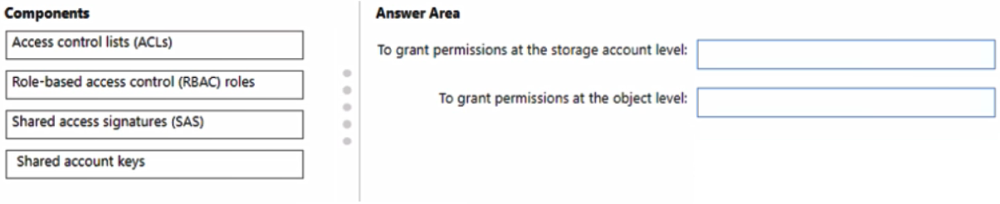 Components
Access control lists (ACLs)
Role-based access control (RBAC) roles
Shared access signatures (SAS)
Shared account keys
Answer Area
To grant permissions at the storage account level:
To grant permissions at the object level: